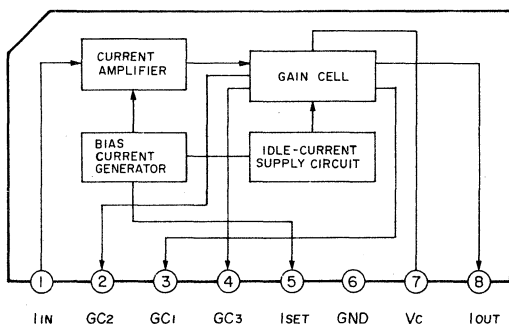 CURRENT
AMPLIFIER
GAIN CELL
BIAS
CURRENT
GENERATOR
IDLE-CURRENT
SUPPLY CIRCUIT
1 2 3 4 5 6 7 8
IIN GC2 GC1 GC3 ISET GND VC IOUT